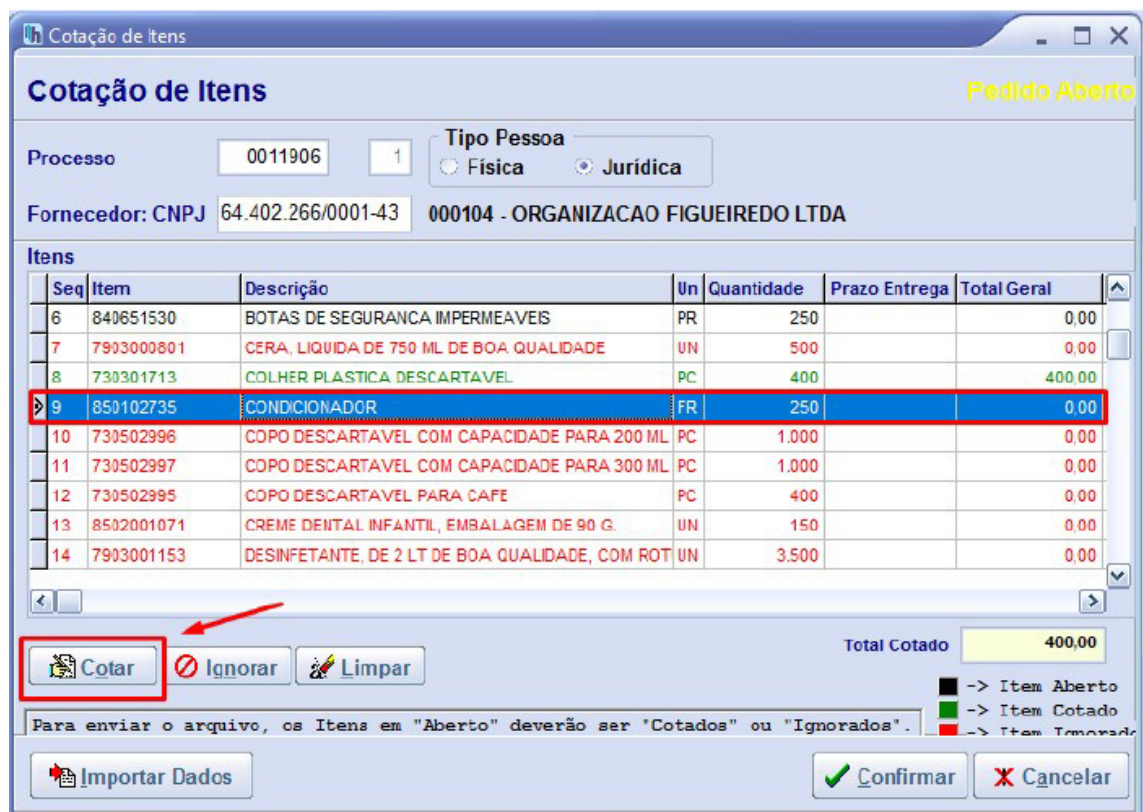 Cotação de Itens
Cotação de Itens Pedido Aberto
Processo 0011906 1 Tipo Pessoa Física Jurídica
Fornecedor: CNPJ 64.402.266/0001-43 000104 - ORGANIZACAO FIGUEIREDO LTDA
Itens
Seq Item Descrição Un Quantidade Prazo Entrega Total Geral
6 840651530 BOTAS DE SEGURANCA IMPERMEAVEIS PR 250 0,00
7 7903000801 CERA, LIQUIDA DE 750 ML DE BOA QUALIDADE UN 500 0,00
8 730301713 COLHER PLASTICA DESCARTAVEL PC 400 400,00
9 850102735 CONDICIONADOR FR 250 0,00
10 730502996 COPO DESCARTAVEL COM CAPACIDADE PARA 200 ML PC 1.000 0,00
11 730502997 COPO DESCARTAVEL COM CAPACIDADE PARA 300 ML PC 1.000 0,00
12 730502995 COPO DESCARTAVEL PARA CAFE PC 400 0,00
13 8502001071 CREME DENTAL INFANTIL, EMBALAGEM DE 90 G. UN 150 0,00
14 7903001153 DESINFETANTE, DE 2 LT DE BOA QUALIDADE, COM ROT UN 3.500 0,00
Total Cotado 400,00
Cotar Ignorar Limpar
-> Item Aberto
-> Item Cotado
-> Item Ignorado
Para enviar o arquivo, os Itens em "Aberto" deverão ser "Cotados" ou "Ignorados".
Importar Dados Confirmar Cancelar